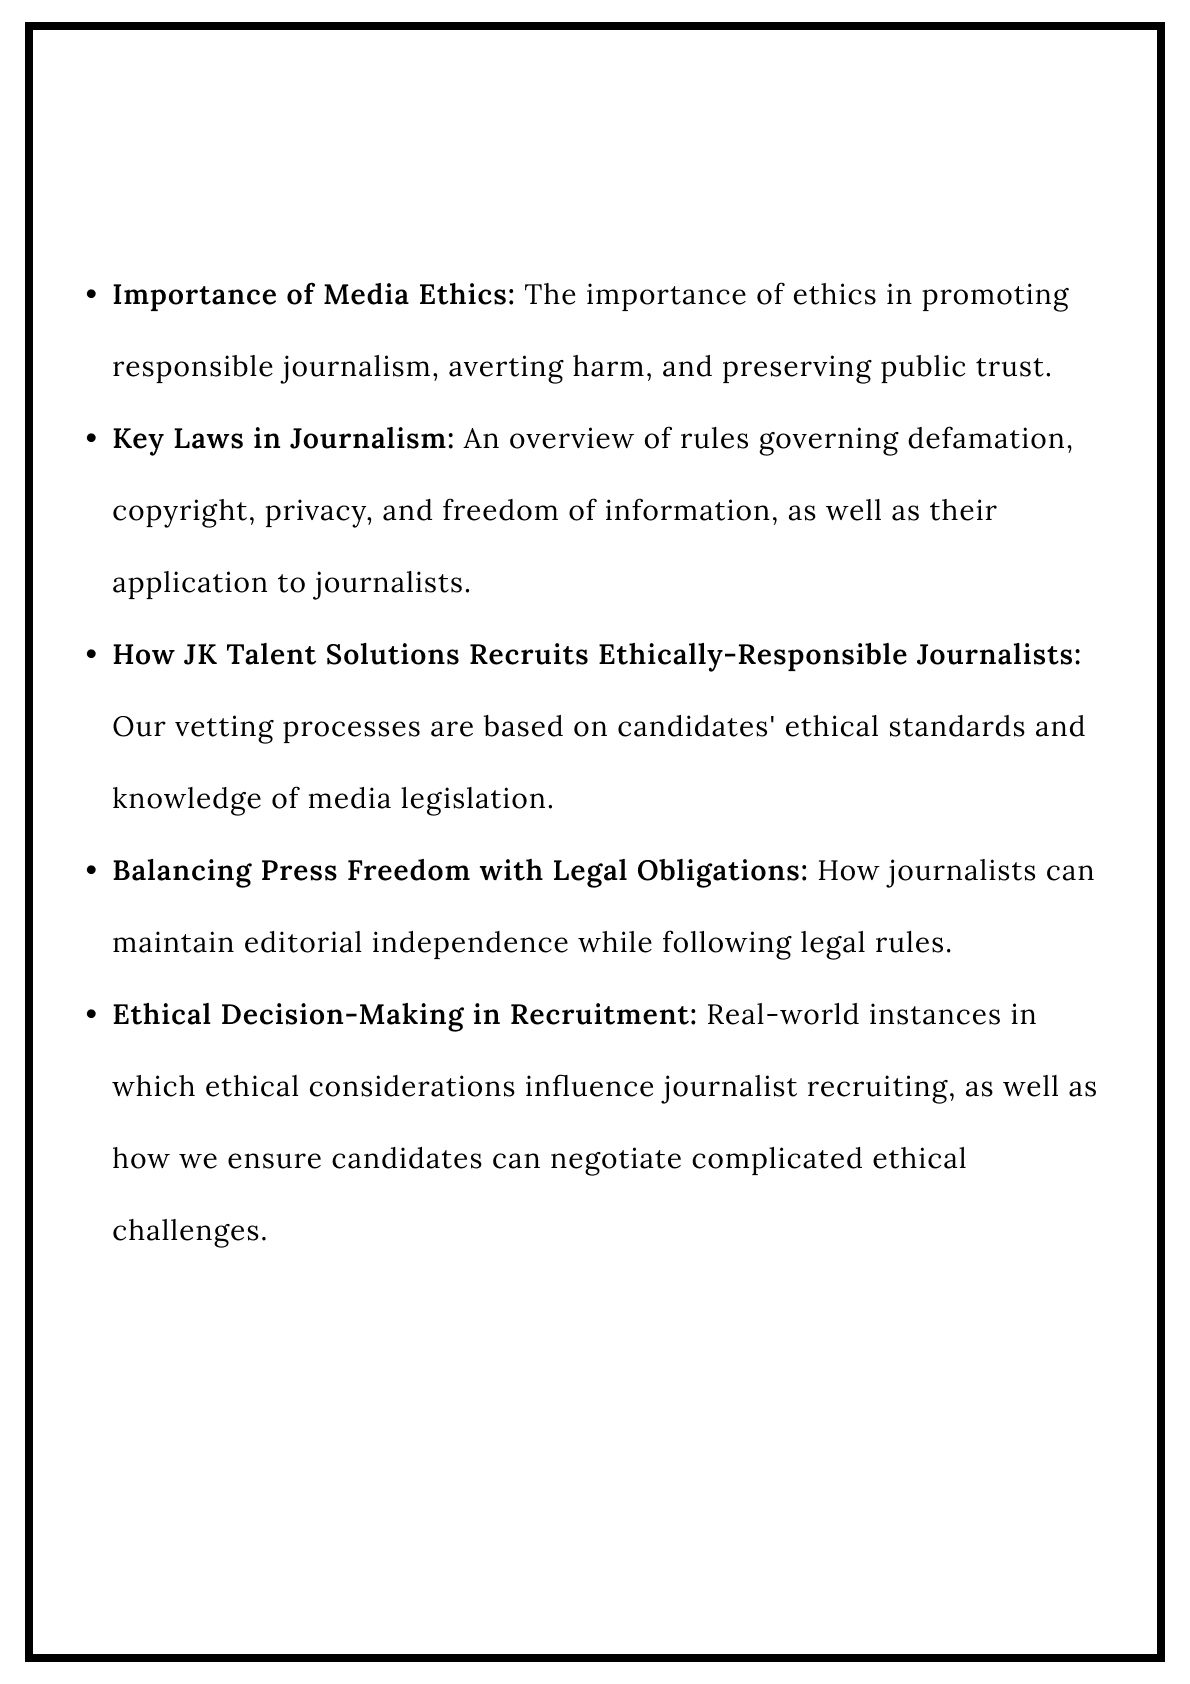 • Importance of Media Ethics: The importance of ethics in promoting
responsible journalism, averting harm, and preserving public trust.
• Key Laws in Journalism: An overview of rules governing defamation,
copyright, privacy, and freedom of information, as well as their
application to journalists.
• How JK Talent Solutions Recruits Ethically-Responsible Journalists:
Our vetting processes are based on candidates' ethical standards and
knowledge of media legislation.
• Balancing Press Freedom with Legal Obligations: How journalists can
maintain editorial independence while following legal rules.
• Ethical Decision-Making in Recruitment: Real-world instances in
which ethical considerations influence journalist recruiting, as well as
how we ensure candidates can negotiate complicated ethical
challenges.